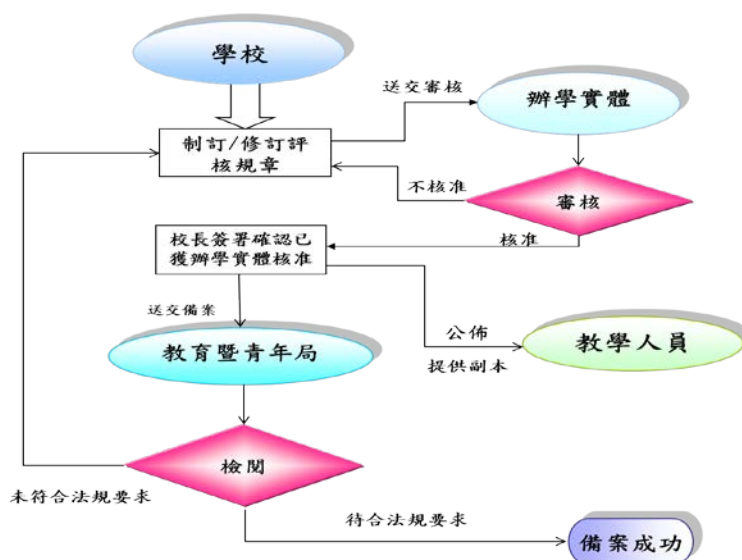 學校
送交審核
辦學實體
制訂/修訂評
核規章
不核准
審核
校長簽署確認已
獲辦學實體核准
核准
送交備案
公佈
教學人員
提供副本
教育暨青年局
檢閱
未符合法規要求
待合法規要求
備案成功